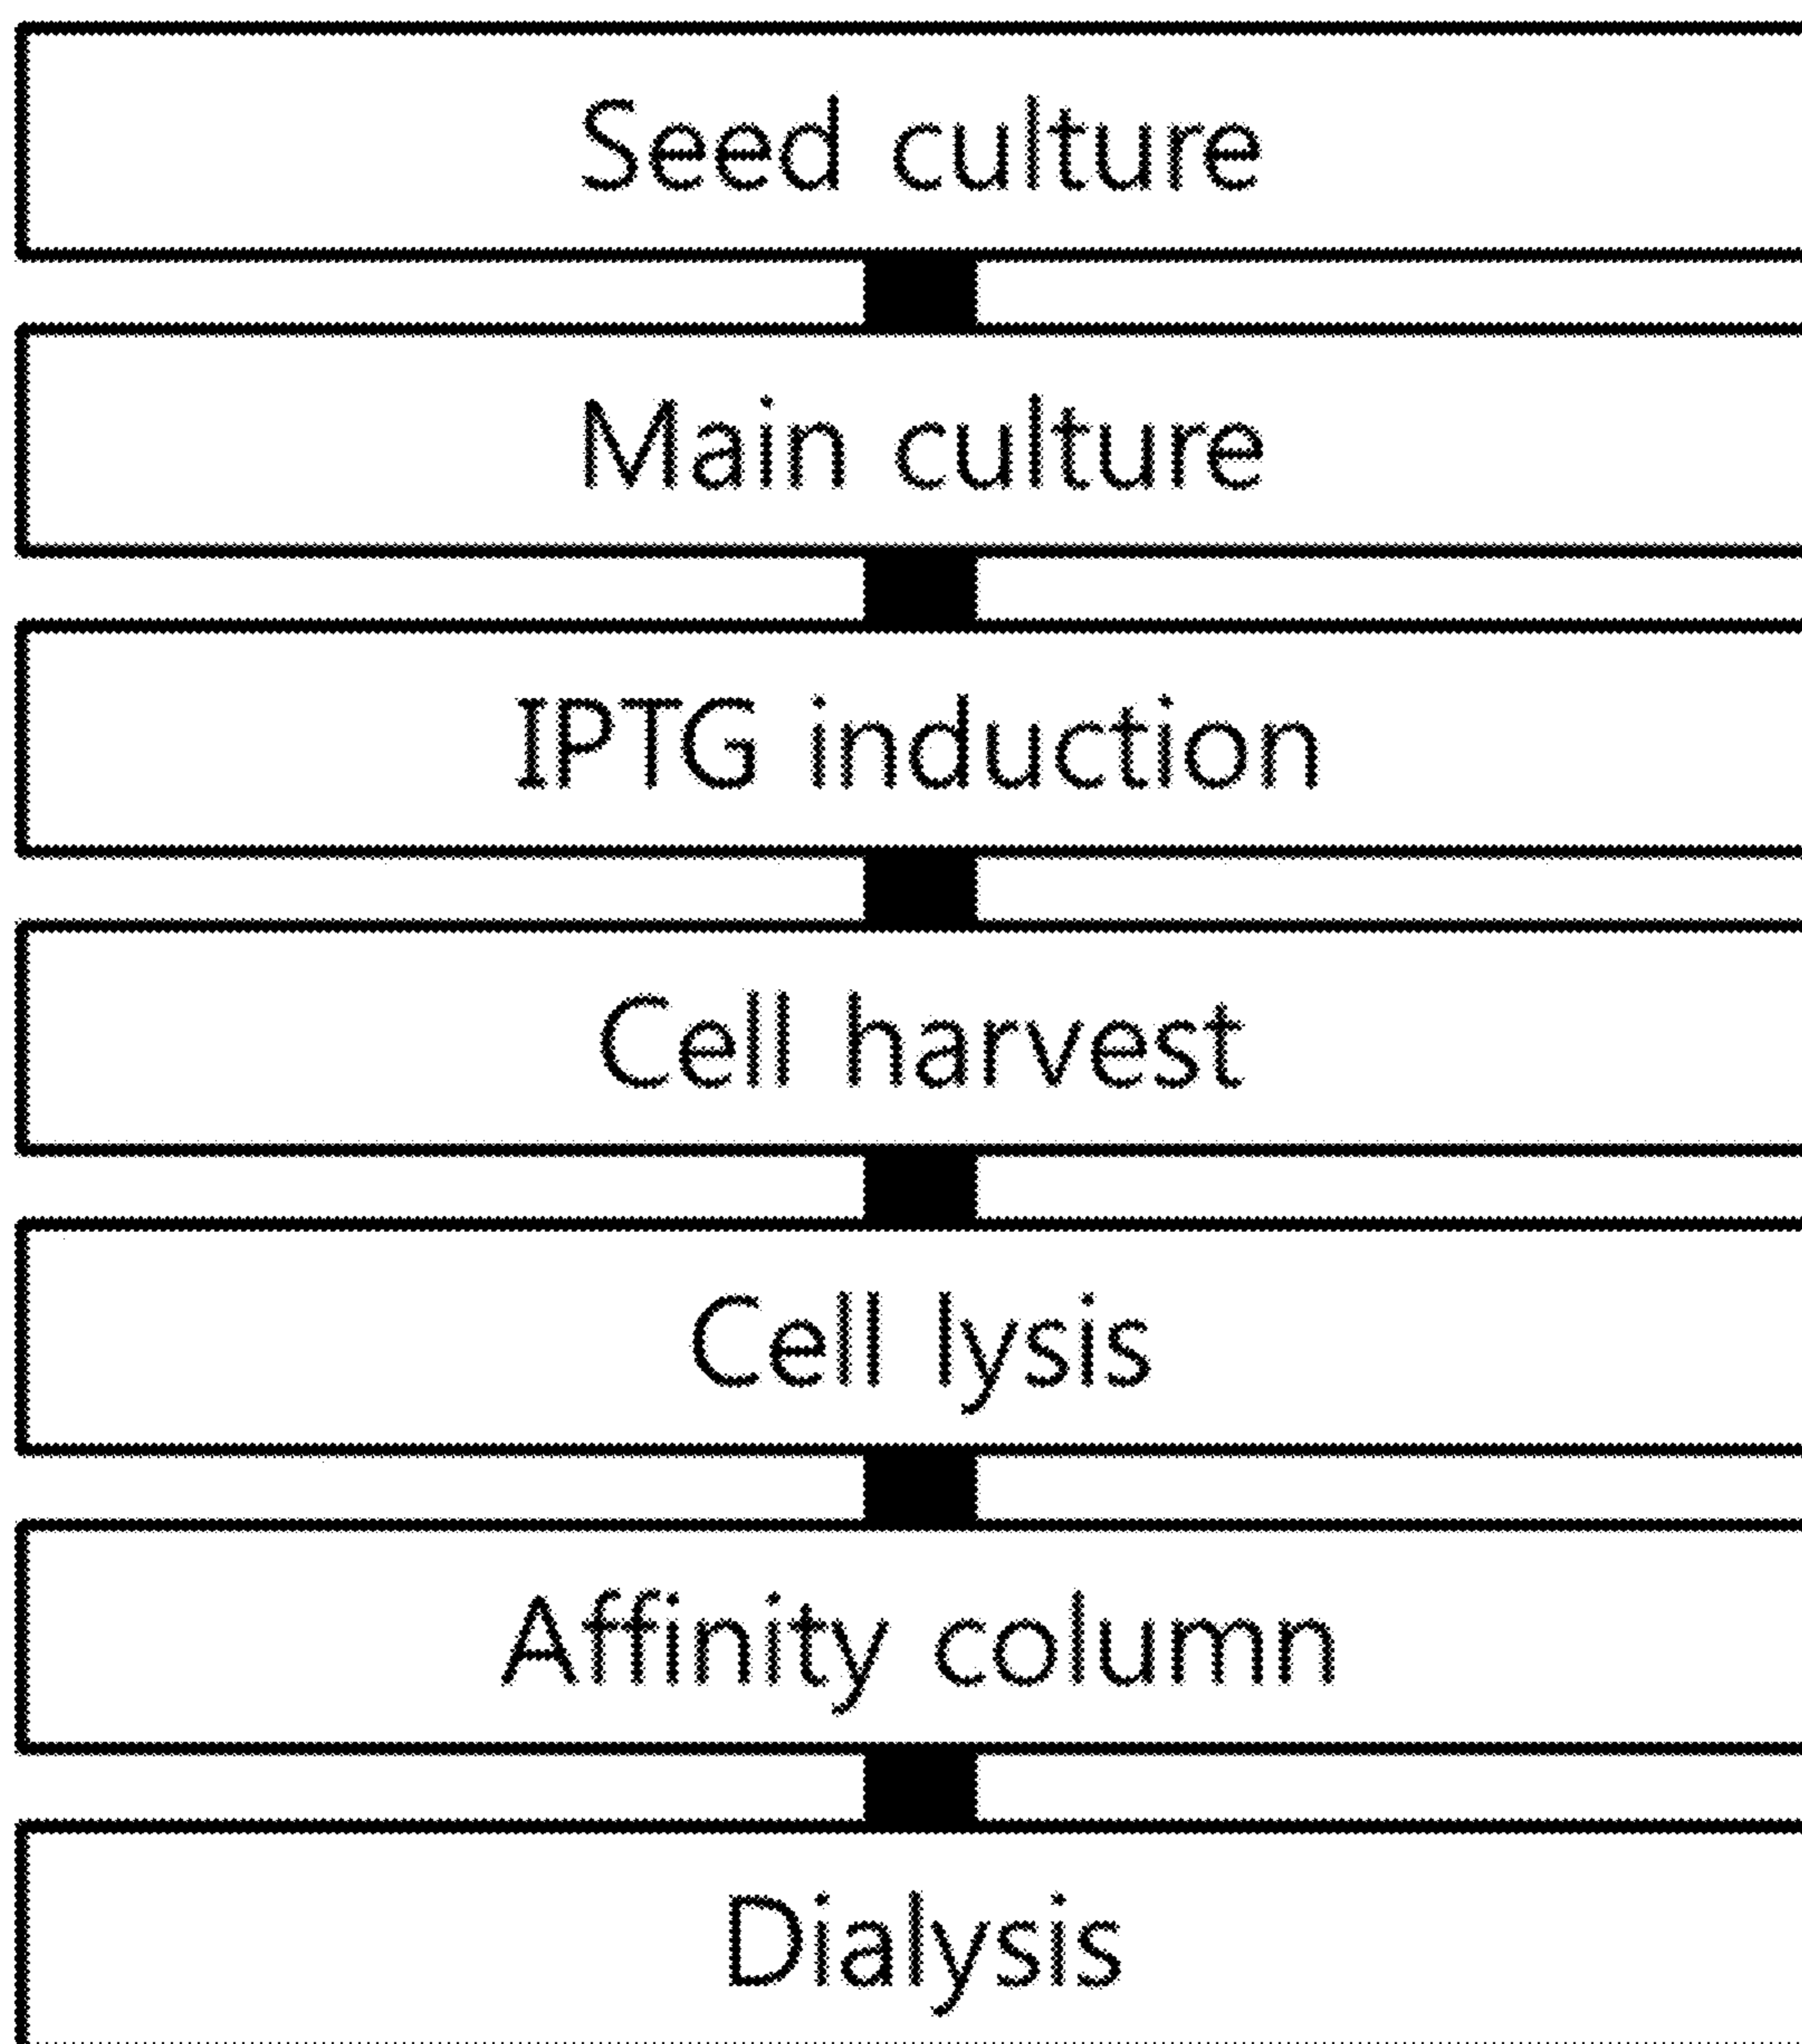 Seed culture
Main culture
IPTG induction
Cell harvest
Cell lysis
Affinity column
Dialysis